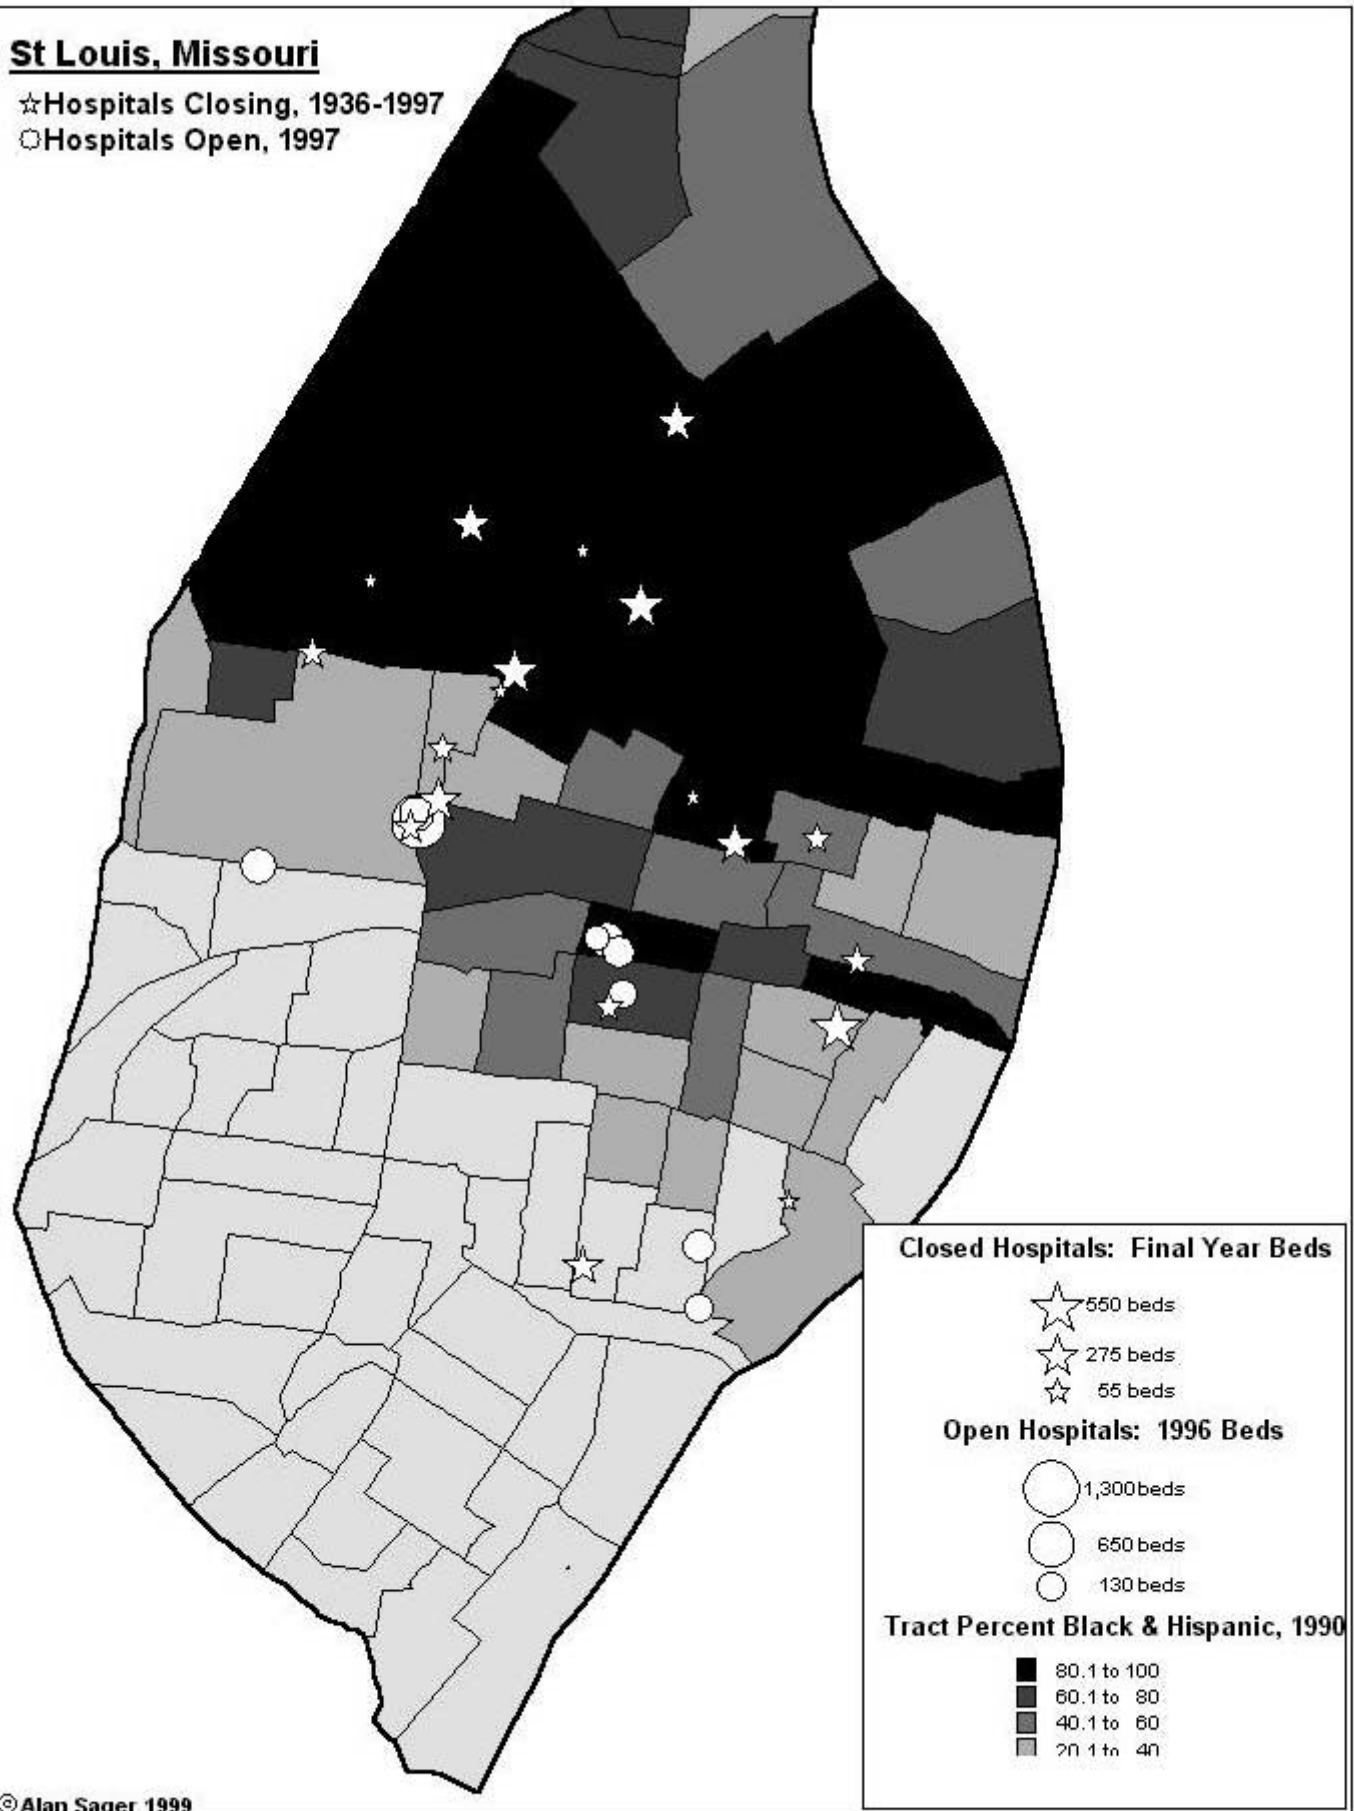 St Louis, Missouri
Hospitals Closing, 1936-1997
Hospitals Open, 1997
Closed Hospitals: Final Year Beds
550 beds
275 beds
55 beds
Open Hospitals: 1996 Beds
1,300 beds
650 beds
130 beds
Tract Percent Black & Hispanic, 1990
80.1 to 100
60.1 to 80
40.1 to 60
20.1 to 40
©Alan Sager 1999